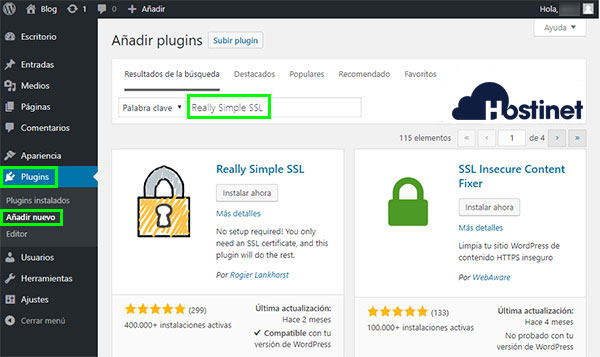 Blog 1 0 + Añadir Hola,
Escritorio
Entradas
Medios
Páginas
Comentarios
Apariencia
Plugins
Plugins instalados
Añadir nuevo
Editor
Usuarios
Herramientas
Ajustes
Cerrar menú
Ayuda
Añadir plugins Subir plugin
Resultados de la búsqueda Destacados Populares Recomendado Favoritos
Palabra clave Really Simple SSL
Hostinet
115 elementos « ‹ 1 de 4 › »
Really Simple SSL
Instalar ahora
Más detalles
No setup required! You only
need an SSL certificate, and this
plugin will do the rest.
Por Rogier Lankhorst
(299)
400.000+ instalaciones activas
Última actualización:
Hace 2 meses
✓ Compatible con tu
versión de WordPress
SSL Insecure Content
Fixer
Instalar ahora
Más detalles
Limpia tu sitio WordPress de
contenido HTTPS inseguro
Por WebAware
(133)
100.000+ instalaciones activas
Última actualización:
Hace 4 meses
No probado con tu
versión de WordPress